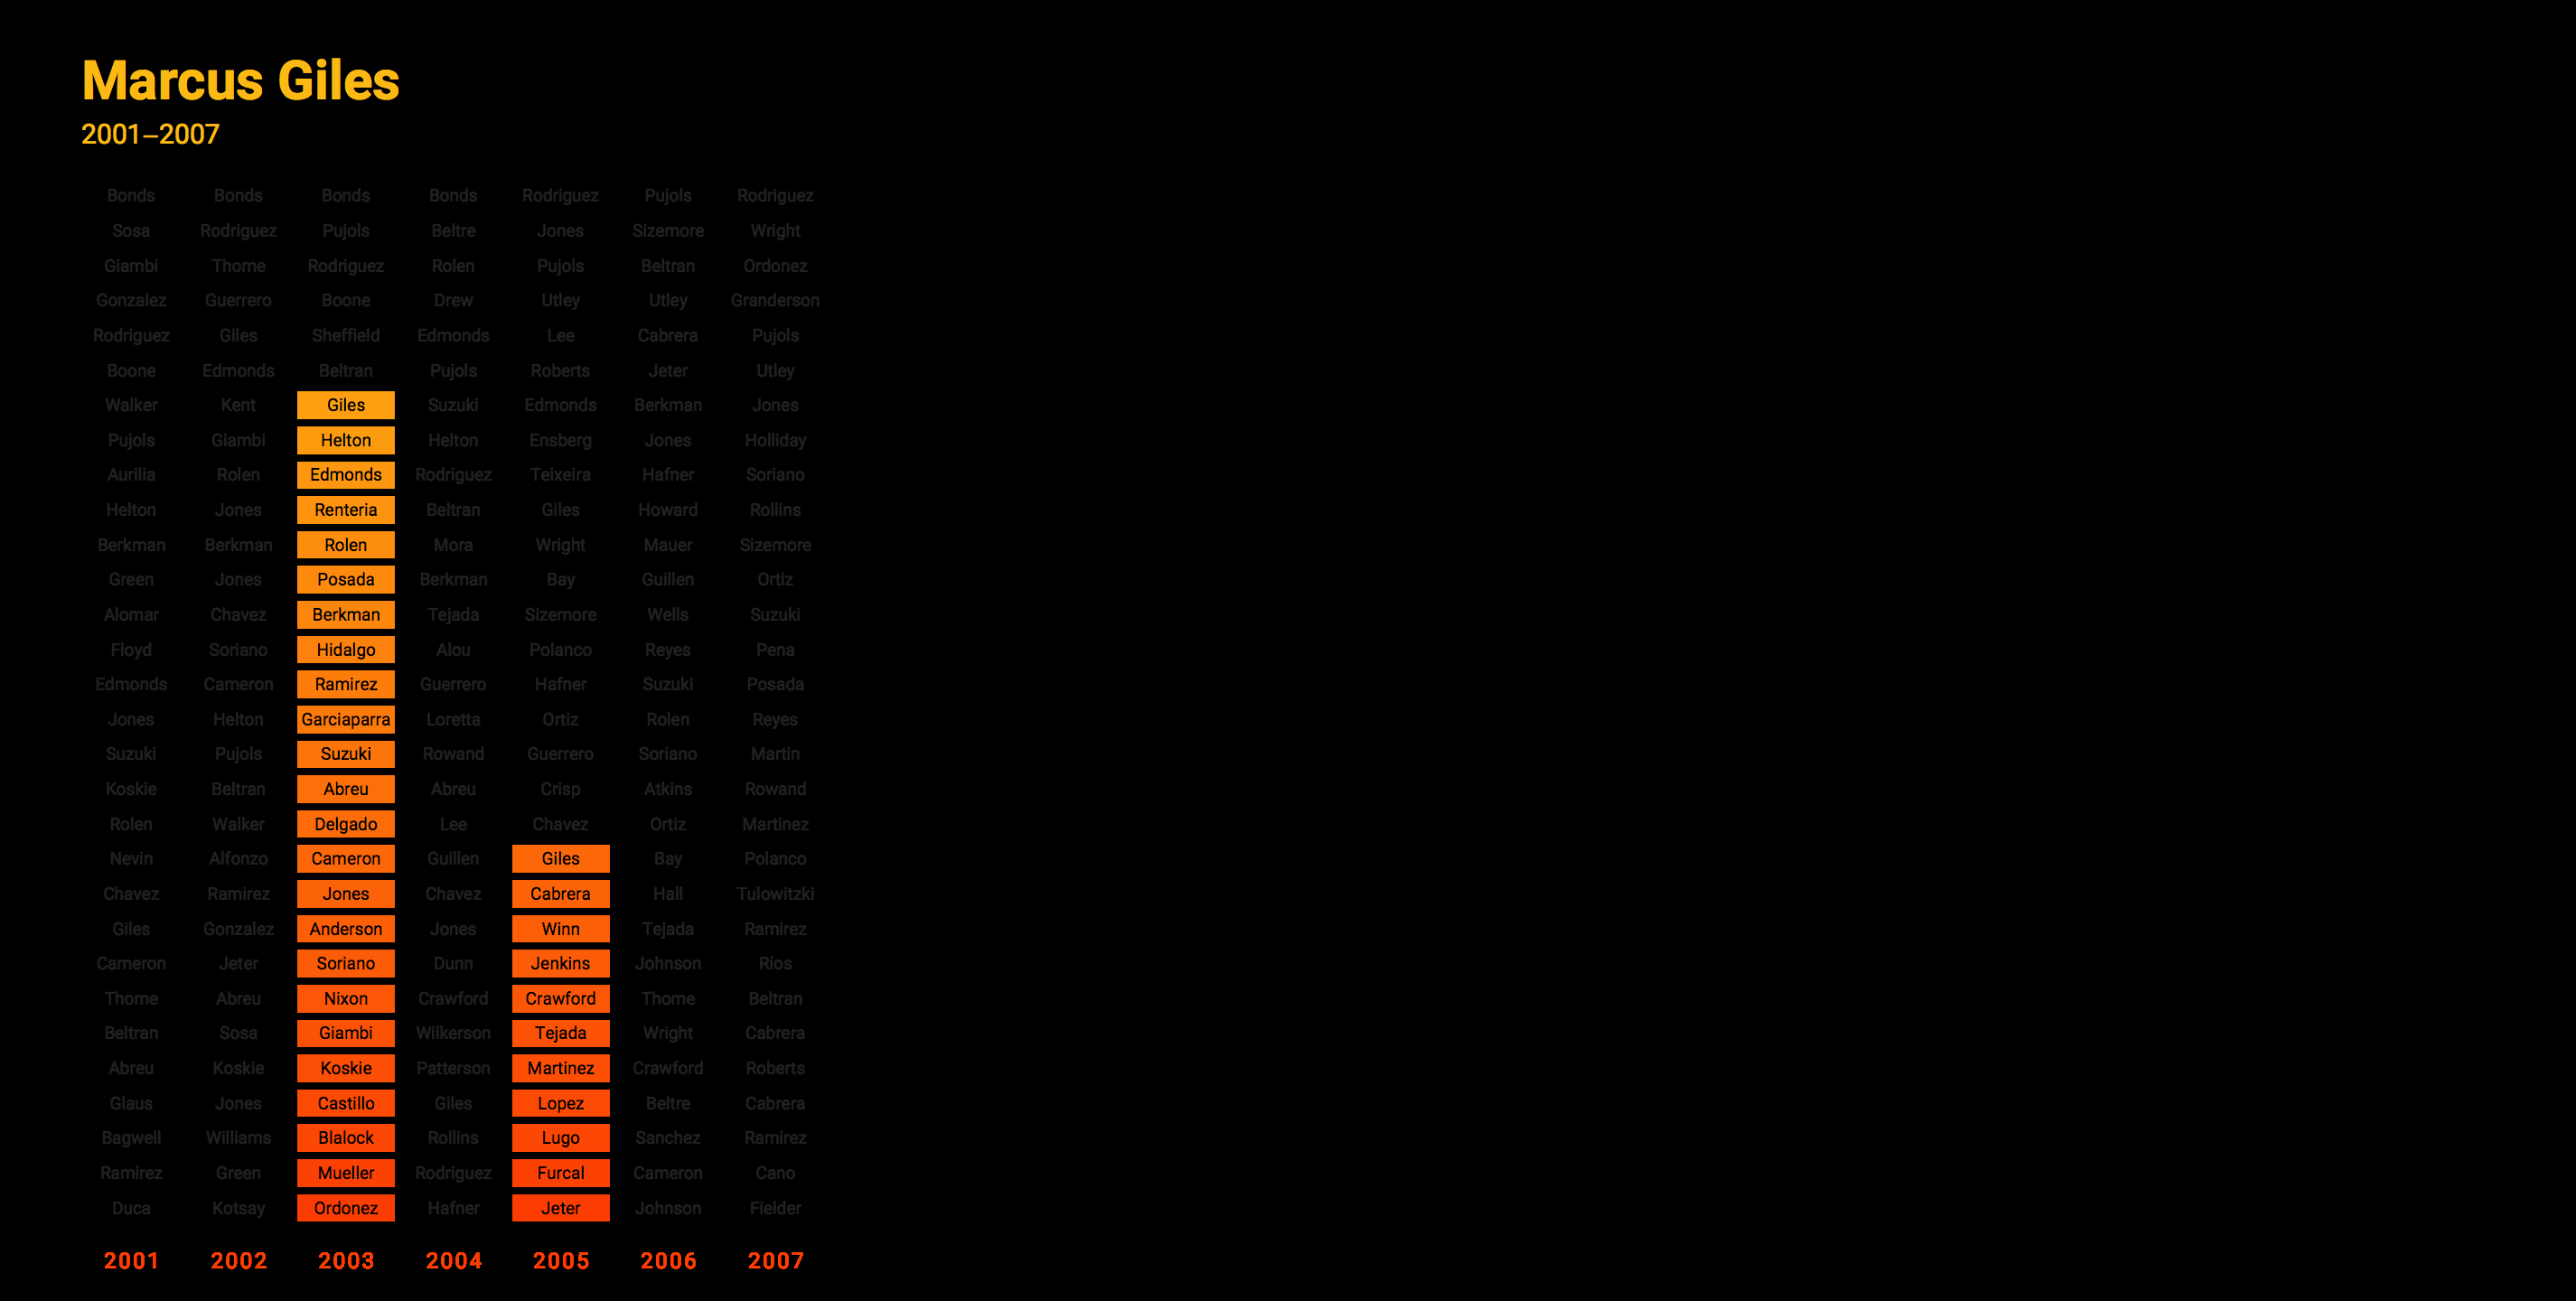 Marcus Giles
2001–2007
Bonds Bonds Bonds Bonds Rodriguez Pujols Rodriguez
Sosa Rodriguez Pujols Beltre Jones Sizemore Wright
Giambi Thome Rodriguez Rolen Pujols Beltran Ordonez
Gonzalez Guerrero Boone Drew Utley Utley Granderson
Rodriguez Giles Sheffield Edmonds Lee Cabrera Pujols
Boone Edmonds Beltran Pujols Roberts Jeter Utley
Walker Kent Giles Suzuki Edmonds Berkman Jones
Pujols Giambi Helton Helton Ensberg Jones Holliday
Aurilia Rolen Edmonds Rodriguez Teixeira Hafner Soriano
Helton Jones Renteria Beltran Giles Howard Rollins
Berkman Berkman Rolen Mora Wright Mauer Sizemore
Green Jones Posada Berkman Bay Guillen Ortiz
Alomar Chavez Berkman Tejada Sizemore Wells Suzuki
Floyd Soriano Hidalgo Alou Polanco Reyes Pena
Edmonds Cameron Ramirez Guerrero Hafner Suzuki Posada
Jones Helton Garciaparra Loretta Ortiz Rolen Reyes
Suzuki Pujols Suzuki Rowand Guerrero Soriano Martin
Koskie Beltran Abreu Abreu Crisp Atkins Rowand
Rolen Walker Delgado Lee Chavez Ortiz Martinez
Nevin Alfonzo Cameron Guillen Giles Bay Polanco
Chavez Ramirez Jones Chavez Cabrera Hall Tulowitzki
Giles Gonzalez Anderson Jones Winn Tejada Ramirez
Cameron Jeter Soriano Dunn Jenkins Johnson Rios
Thome Abreu Nixon Crawford Crawford Thome Beltran
Beltran Sosa Giambi Wilkerson Tejada Wright Cabrera
Abreu Koskie Koskie Patterson Martinez Crawford Roberts
Glaus Jones Castillo Giles Lopez Beltre Cabrera
Bagwell Williams Blalock Rollins Lugo Sanchez Ramirez
Ramirez Green Mueller Rodriguez Furcal Cameron Cano
Duca Kotsay Ordonez Hafner Jeter Johnson Fielder
2001 2002 2003 2004 2005 2006 2007